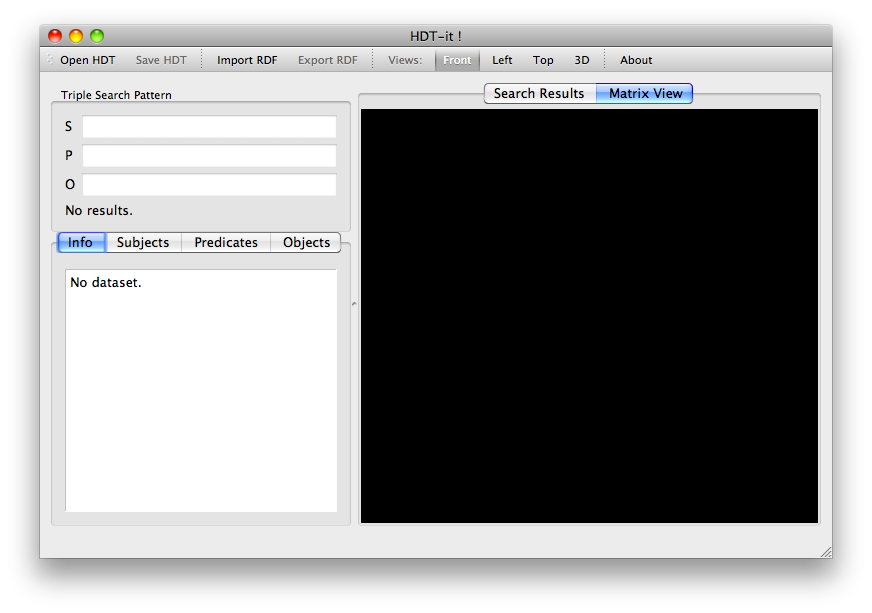 HDT-it !
Open HDT Save HDT Import RDF Export RDF Views: Front Left Top 3D About
Triple Search Pattern
S
P
O
No results.
Info Subjects Predicates Objects
No dataset.
Search Results Matrix View